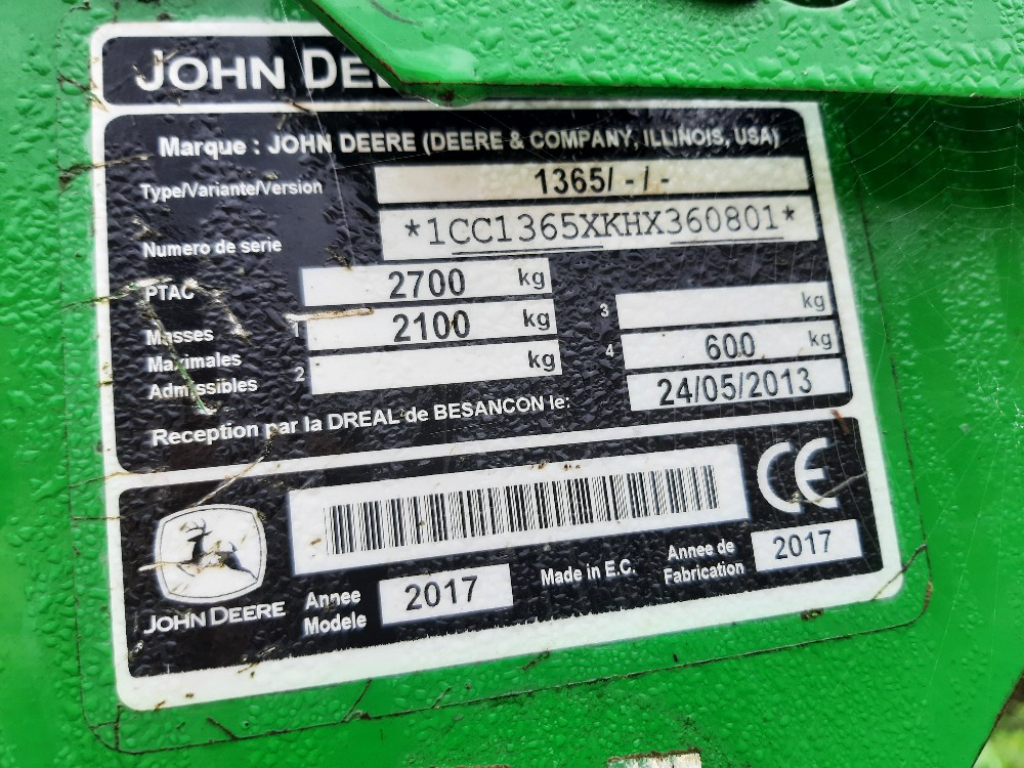 JOHN DE
Marque : JOHN DEERE (DEERE & COMPANY, ILLINOIS, USA)
Type/Variante/Version 1365/ - / -
Numero de serie *1CC1365XKHX360801*
PTAC 2700 kg
Masses Maximales Admissibles
1 2100 kg
2 kg
3 kg
4 600 kg
Reception par la DREAL de BESANCON le: 24/05/2013
CE
JOHN DEERE
Annee Modele 2017
Made in E.C.
Annee de Fabrication 2017